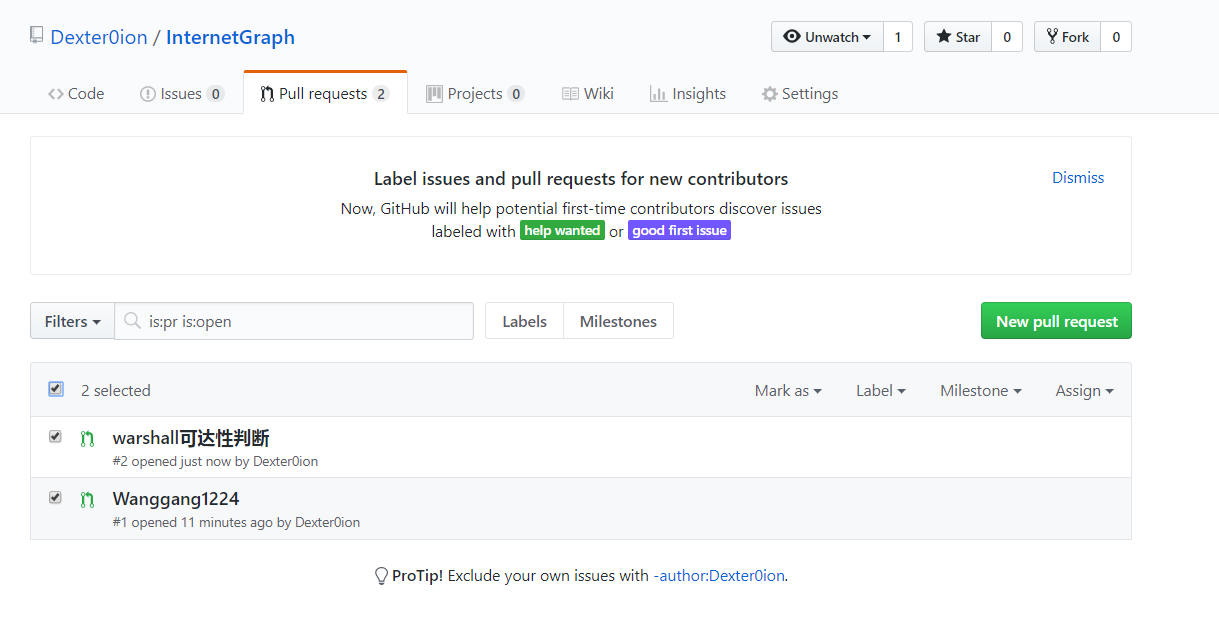 Dexter0ion / InternetGraph
Unwatch 1 Star 0 Fork 0
Code Issues 0 Pull requests 2 Projects 0 Wiki Insights Settings
Label issues and pull requests for new contributors
Dismiss
Now, GitHub will help potential first-time contributors discover issues
labeled with help wanted or good first issue
Filters is:pr is:open Labels Milestones New pull request
2 selected Mark as Label Milestone Assign
warshall可达性判断
#2 opened just now by Dexter0ion
Wanggang1224
#1 opened 11 minutes ago by Dexter0ion
ProTip! Exclude your own issues with -author:Dexter0ion.